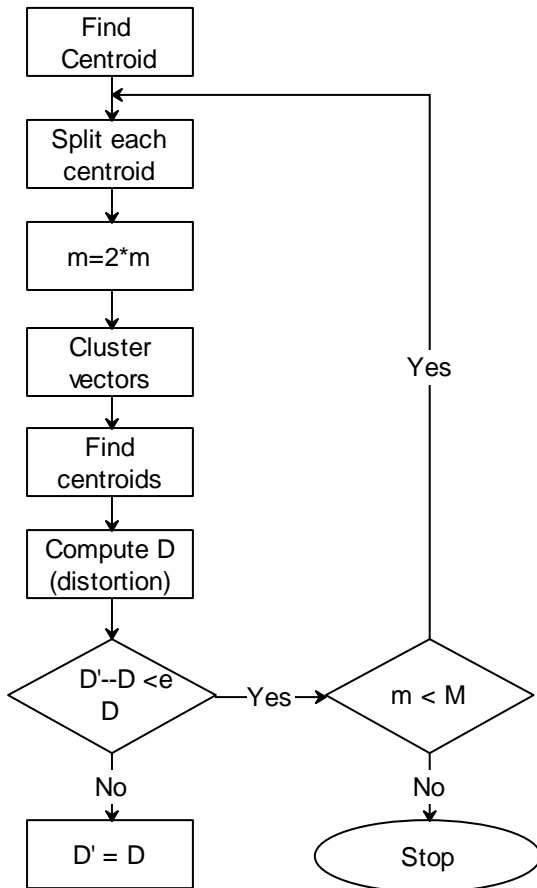 Find
Centroid
Split each
centroid
m=2*m
Cluster
vectors
Find
centroids
Compute D
(distortion)
D'--D <e
D
Yes
m < M
Yes
No
No
D' = D
Stop